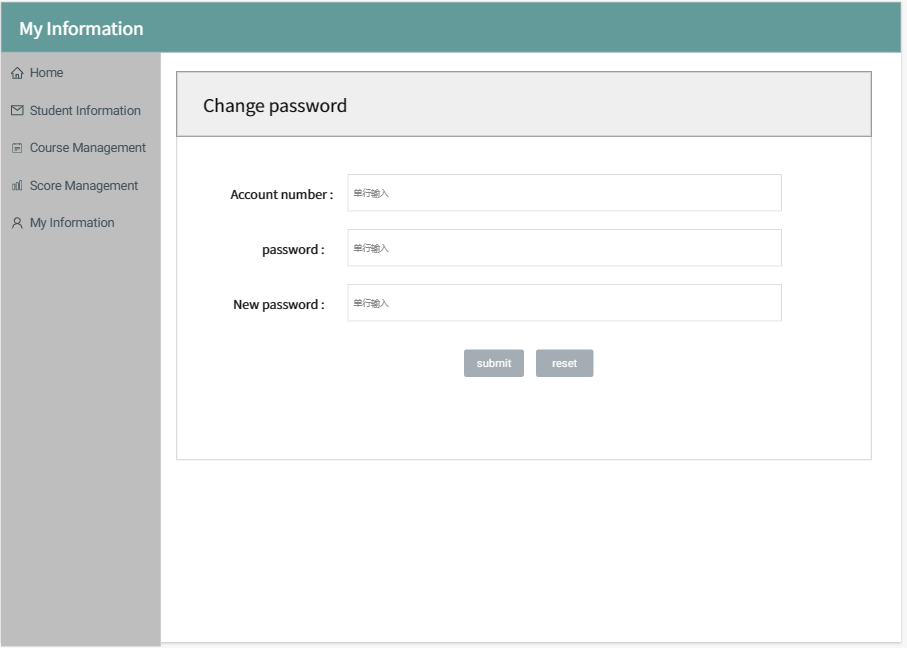 My Information
Home
Student Information
Course Management
Score Management
My Information
Change password
Account number :
单行输入
password :
单行输入
New password :
单行输入
submit
reset